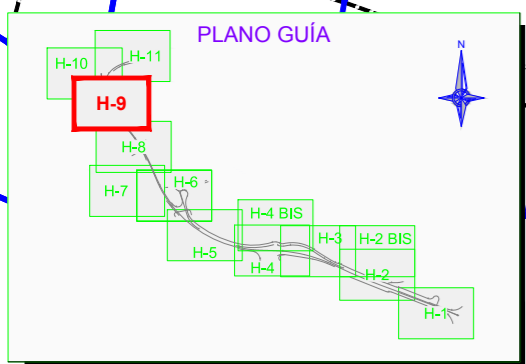 PLANO GUÍA
N
H-11
H-10
H-9
H-8
H-7
H-6
H-4 BIS
H-5
H-3
H-2 BIS
H-4
H-2
H-1